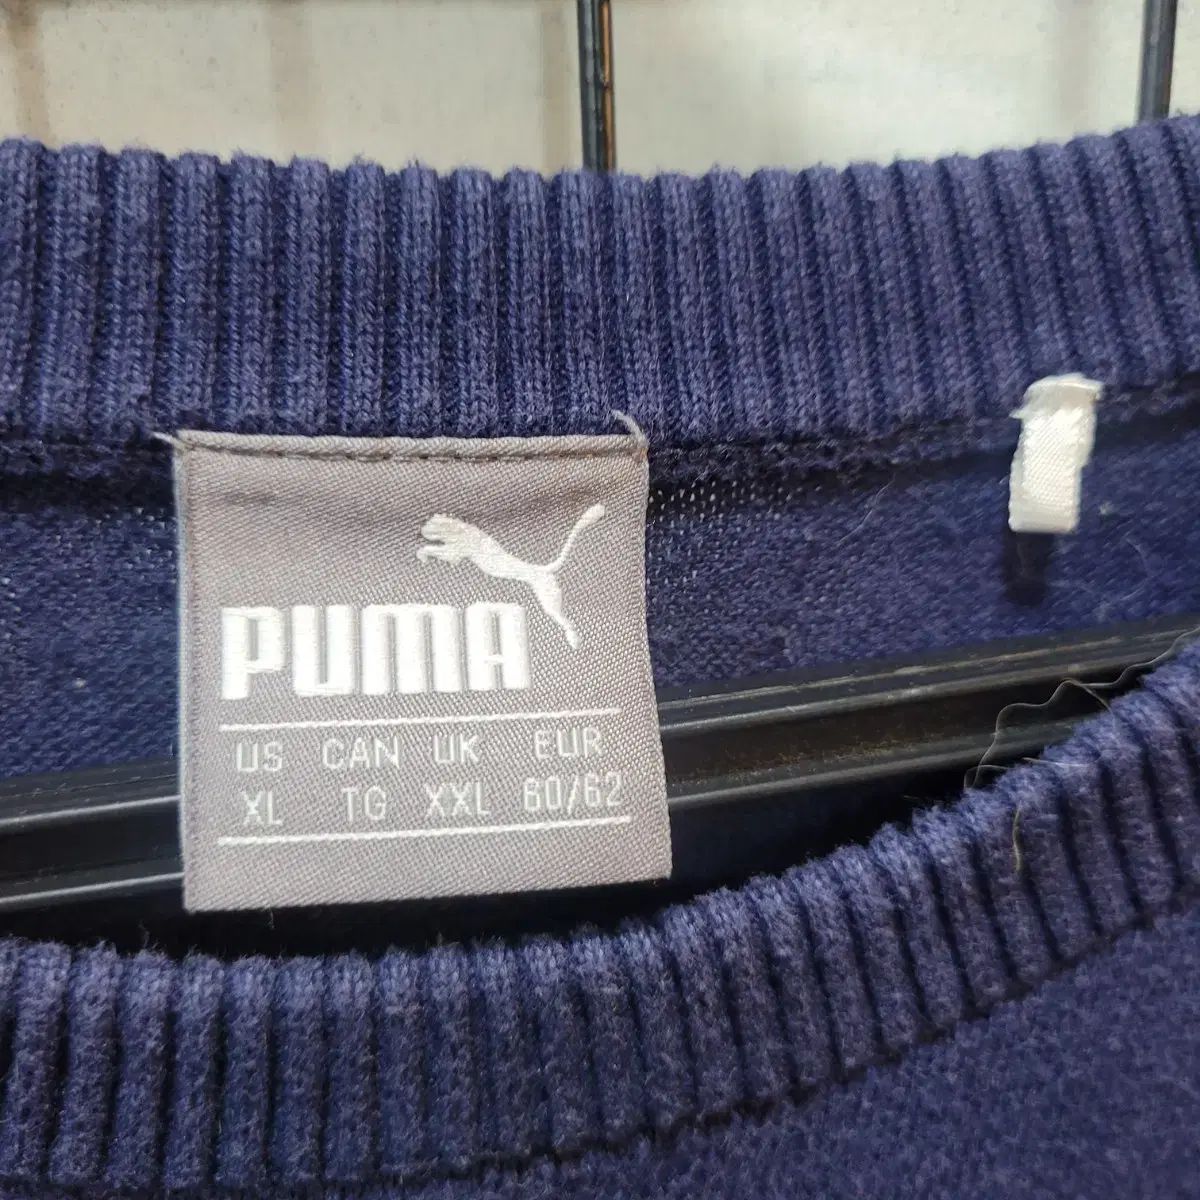 PUMA
US CAN UK EUR
XL TG XXL 60/62